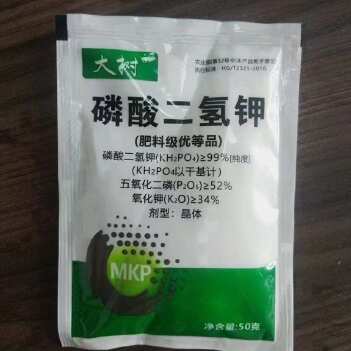 大树
磷酸二氢钾
(肥料级优等品)
磷酸二氢钾(KH2PO4)≥99%[纯度]
(KH2PO4以干基计)
五氧化二磷(P2O5)≥52%
氧化钾(K2O)≥34%
剂型：晶体
MKP
净含量:50克